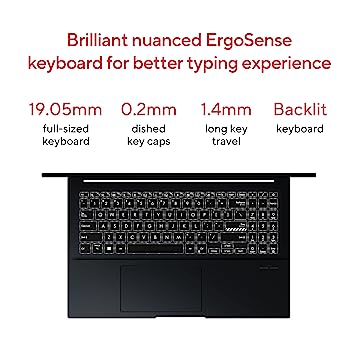 Brilliant nuanced ErgoSense
keyboard for better typing experience
19.05mm
full-sized
keyboard
0.2mm
dished
key caps
1.4mm
long key
travel
Backlit
keyboard